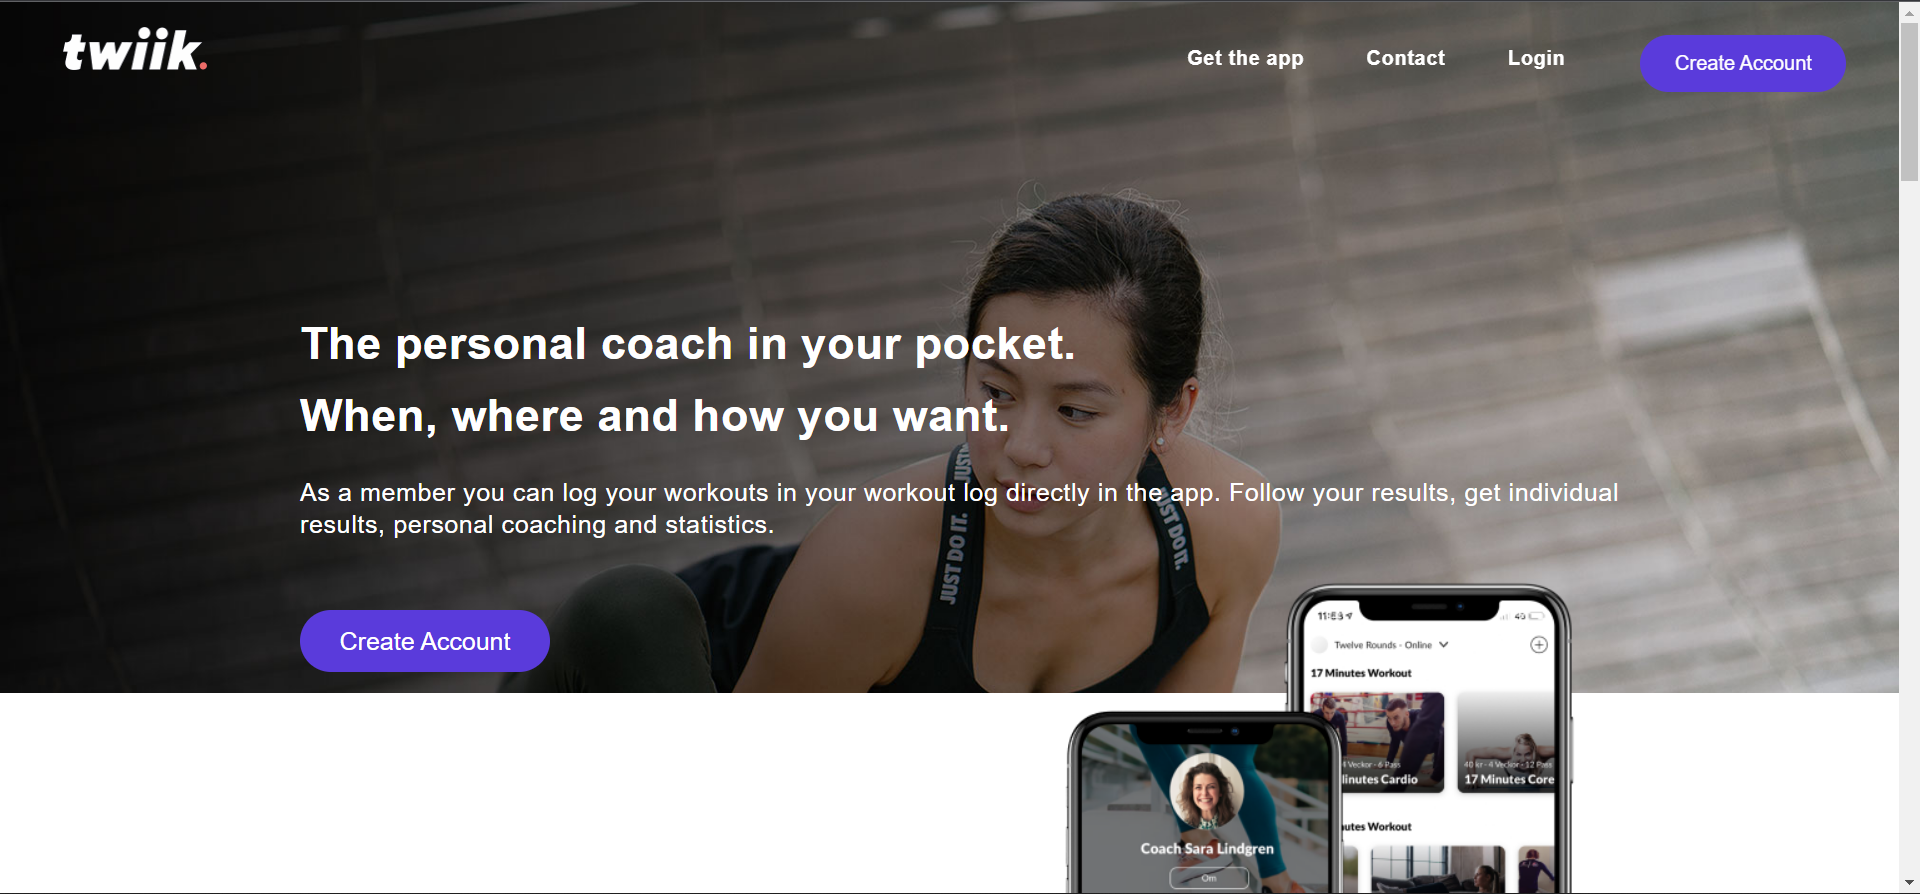 twiik.
Get the app
Contact
Login
Create Account
The personal coach in your pocket.
When, where and how you want.
As a member you can log your workouts in your workout log directly in the app. Follow your results, get individual
results, personal coaching and statistics.
Create Account
JUST
JUST DO IT.
JUST DO IT.
4G
Twelve Rounds - Online
17 Minutes Workout
4 Veckor - 6 Pass
inutes Cardio
40 kr - 4 Veckor - 12 Pass
17 Minutes Core
utes Workout
Coach Sara Lindgren
Om